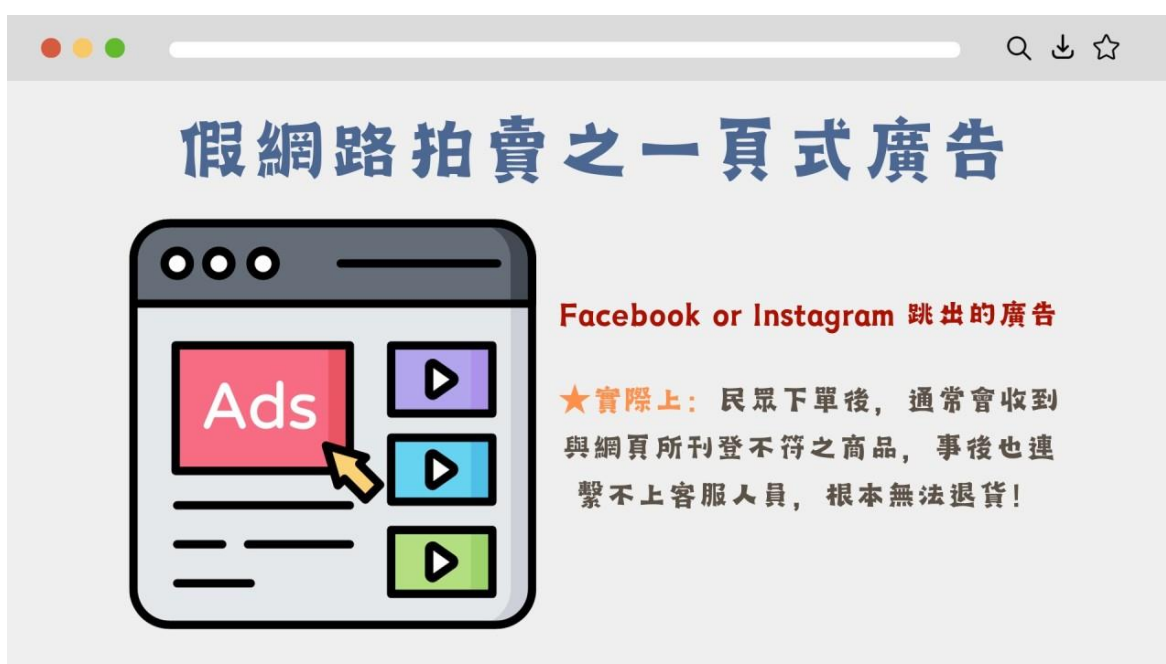 假網路拍賣之一頁式廣告
Ads
Facebook or Instagram 跳出的廣告
★實際上：民眾下單後，通常會收到
與網頁所刊登不符之商品，事後也連
繫不上客服人員，根本無法退貨！